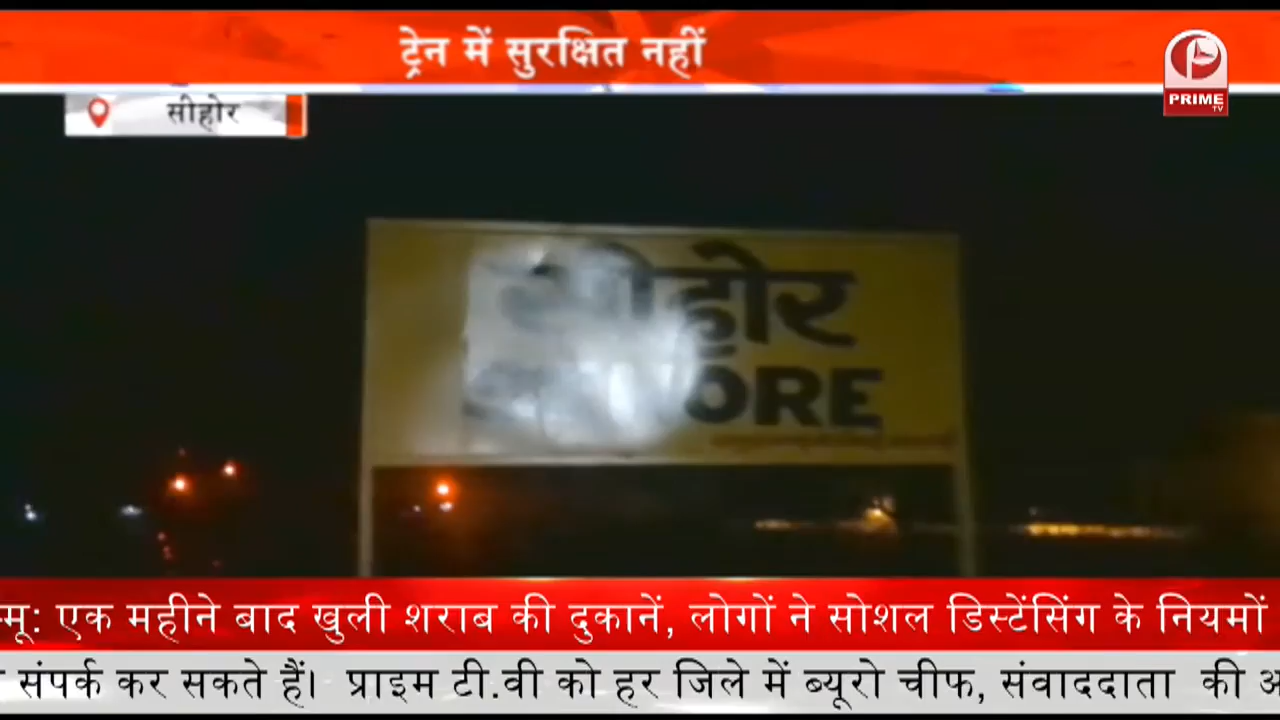 ट्रेन में सुरक्षित नहीं
PRIME
TV
सीहोर
सीहोर
ORE
मू: एक महीने बाद खुली शराब की दुकानें, लोगों ने सोशल डिस्टेंसिंग के नियमों
संपर्क कर सकते हैं। प्राइम टी.वी को हर जिले में ब्यूरो चीफ, संवाददाता की